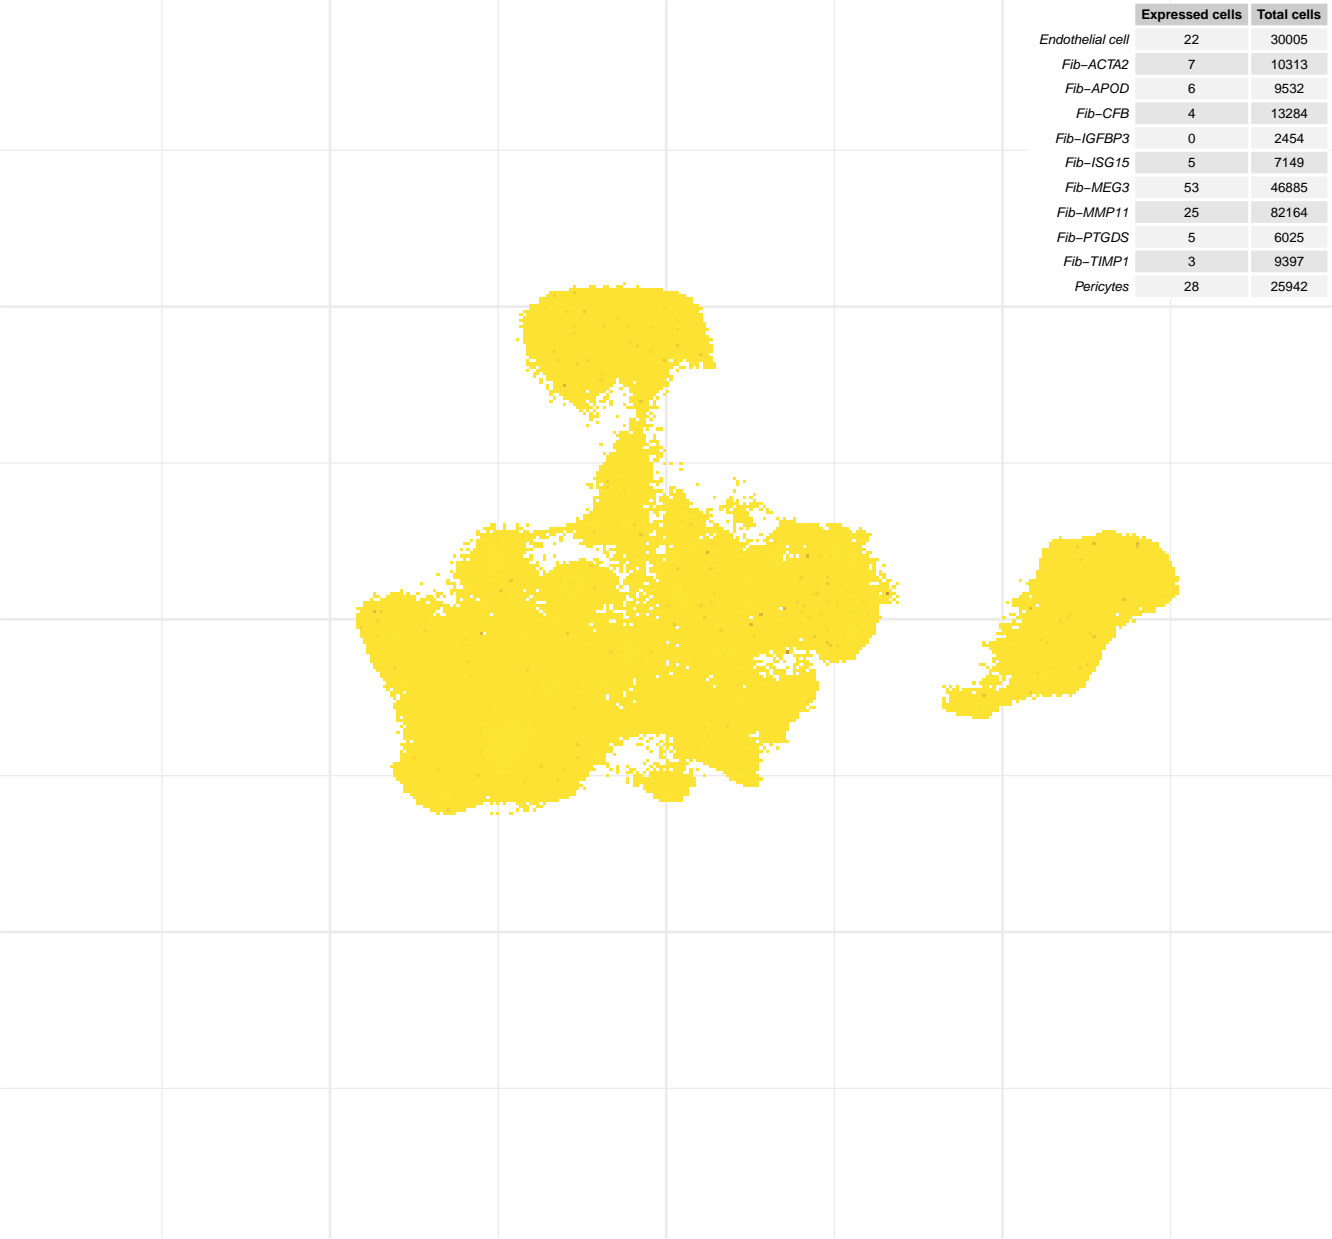 Expressed cells Total cells
Endothelial cell 22 30005
Fib−ACTA2 7 10313
Fib−APOD 6 9532
Fib−CFB 4 13284
Fib−IGFBP3 0 2454
Fib−ISG15 5 7149
Fib−MEG3 53 46885
Fib−MMP11 25 82164
Fib−PTGDS 5 6025
Fib−TIMP1 3 9397
Pericytes 28 25942